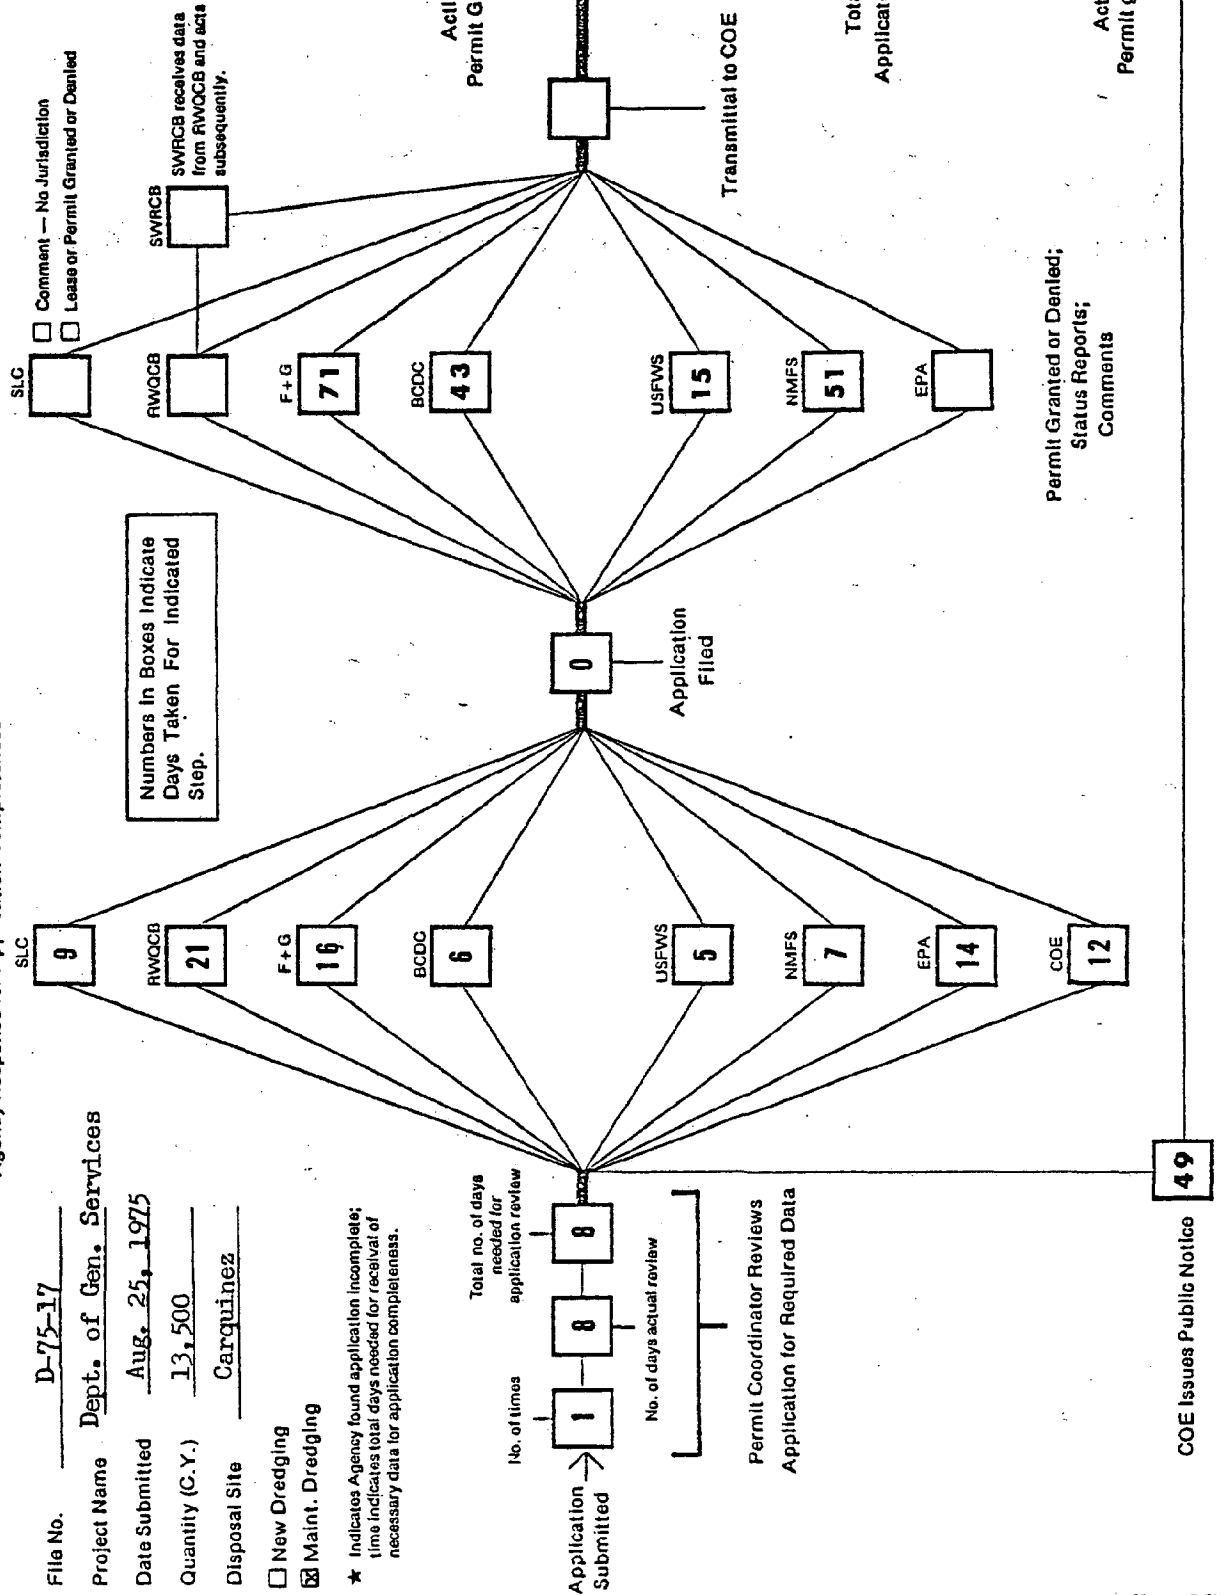 File No. D-75-17
Project Name Dept. of Gen. Services
Date Submitted Aug. 25, 1975
Quantity (C.Y.) 13,500
Disposal Site Carquinez
☐ New Dredging
☒ Maint. Dredging
★ Indicates Agency found application incomplete;
time indicates total days needed for receival of
necessary data for application completeness.
Application
Submitted
No. of times
1
8
No. of days actual review
Total no. of days
needed for
application review
8
Permit Coordinator Reviews
Application for Required Data
COE Issues Public Notice
49
SLC
9
RWQCB
21
F+G
16
BCDC
6
USFWS
5
NMFS
7
EPA
14
COE
12
Numbers In Boxes Indicate
Days Taken For Indicated
Step.
0
Application
Filed
SLC
☐ Comment — No Jurisdiction
☐ Lease or Permit Granted or Denied
RWQCB
SWRCB
SWRCB receives data
from RWQCB and acts
subsequently.
F+G
71
BCDC
43
USFWS
15
NMFS
51
EPA
Permit Granted or Denied;
Status Reports;
Comments
Transmittal to COE
Permit G
Permit g